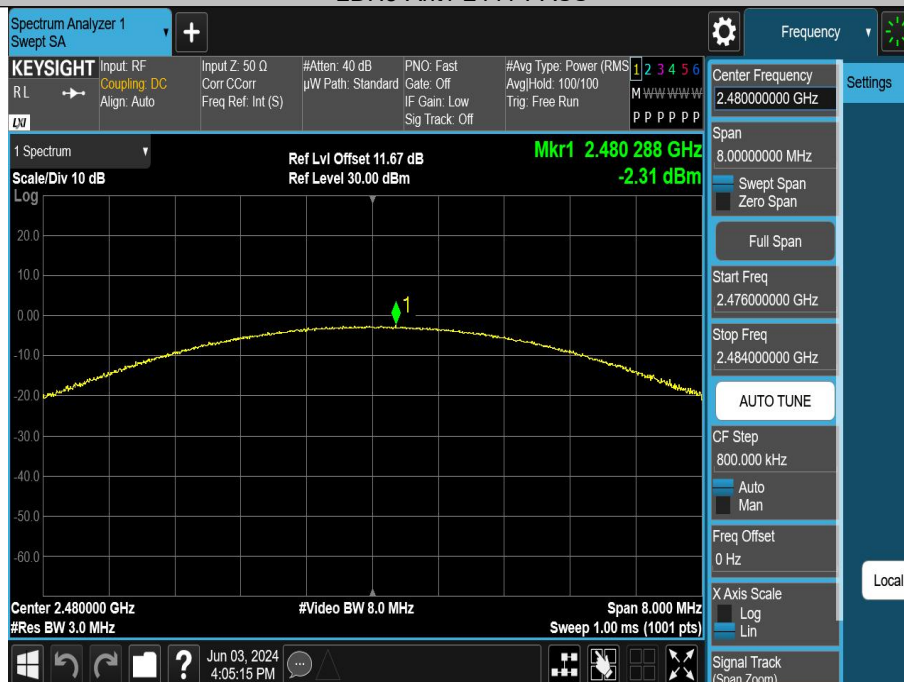 Spectrum Analyzer 1
Swept SA
Frequency
KEYSIGHT
R L
LXI
Input: RF
Coupling: DC
Align: Auto
Input Z: 50 Ω
Corr CCorr
Freq Ref: Int (S)
#Atten: 40 dB
µW Path: Standard
PNO: Fast
Gate: Off
IF Gain: Low
Sig Track: Off
#Avg Type: Power (RMS
Avg|Hold: 100/100
Trig: Free Run
1 2 3 4 5 6
M W W W W W
P P P P P P
1 Spectrum
Scale/Div 10 dB
Ref Lvl Offset 11.67 dB
Ref Level 30.00 dBm
Mkr1 2.480 288 GHz
-2.31 dBm
Log
20.0
10.0
0.00
-10.0
-20.0
-30.0
-40.0
-50.0
-60.0
1
Center 2.480000 GHz
#Res BW 3.0 MHz
#Video BW 8.0 MHz
Span 8.000 MHz
Sweep 1.00 ms (1001 pts)
Jun 03, 2024
4:05:15 PM
?
Center Frequency
2.480000000 GHz
Span
8.00000000 MHz
Swept Span
Zero Span
Full Span
Start Freq
2.476000000 GHz
Stop Freq
2.484000000 GHz
AUTO TUNE
CF Step
800.000 kHz
Auto
Man
Freq Offset
0 Hz
X Axis Scale
Log
Lin
Signal Track
(Span Zoom)
Settings
Local